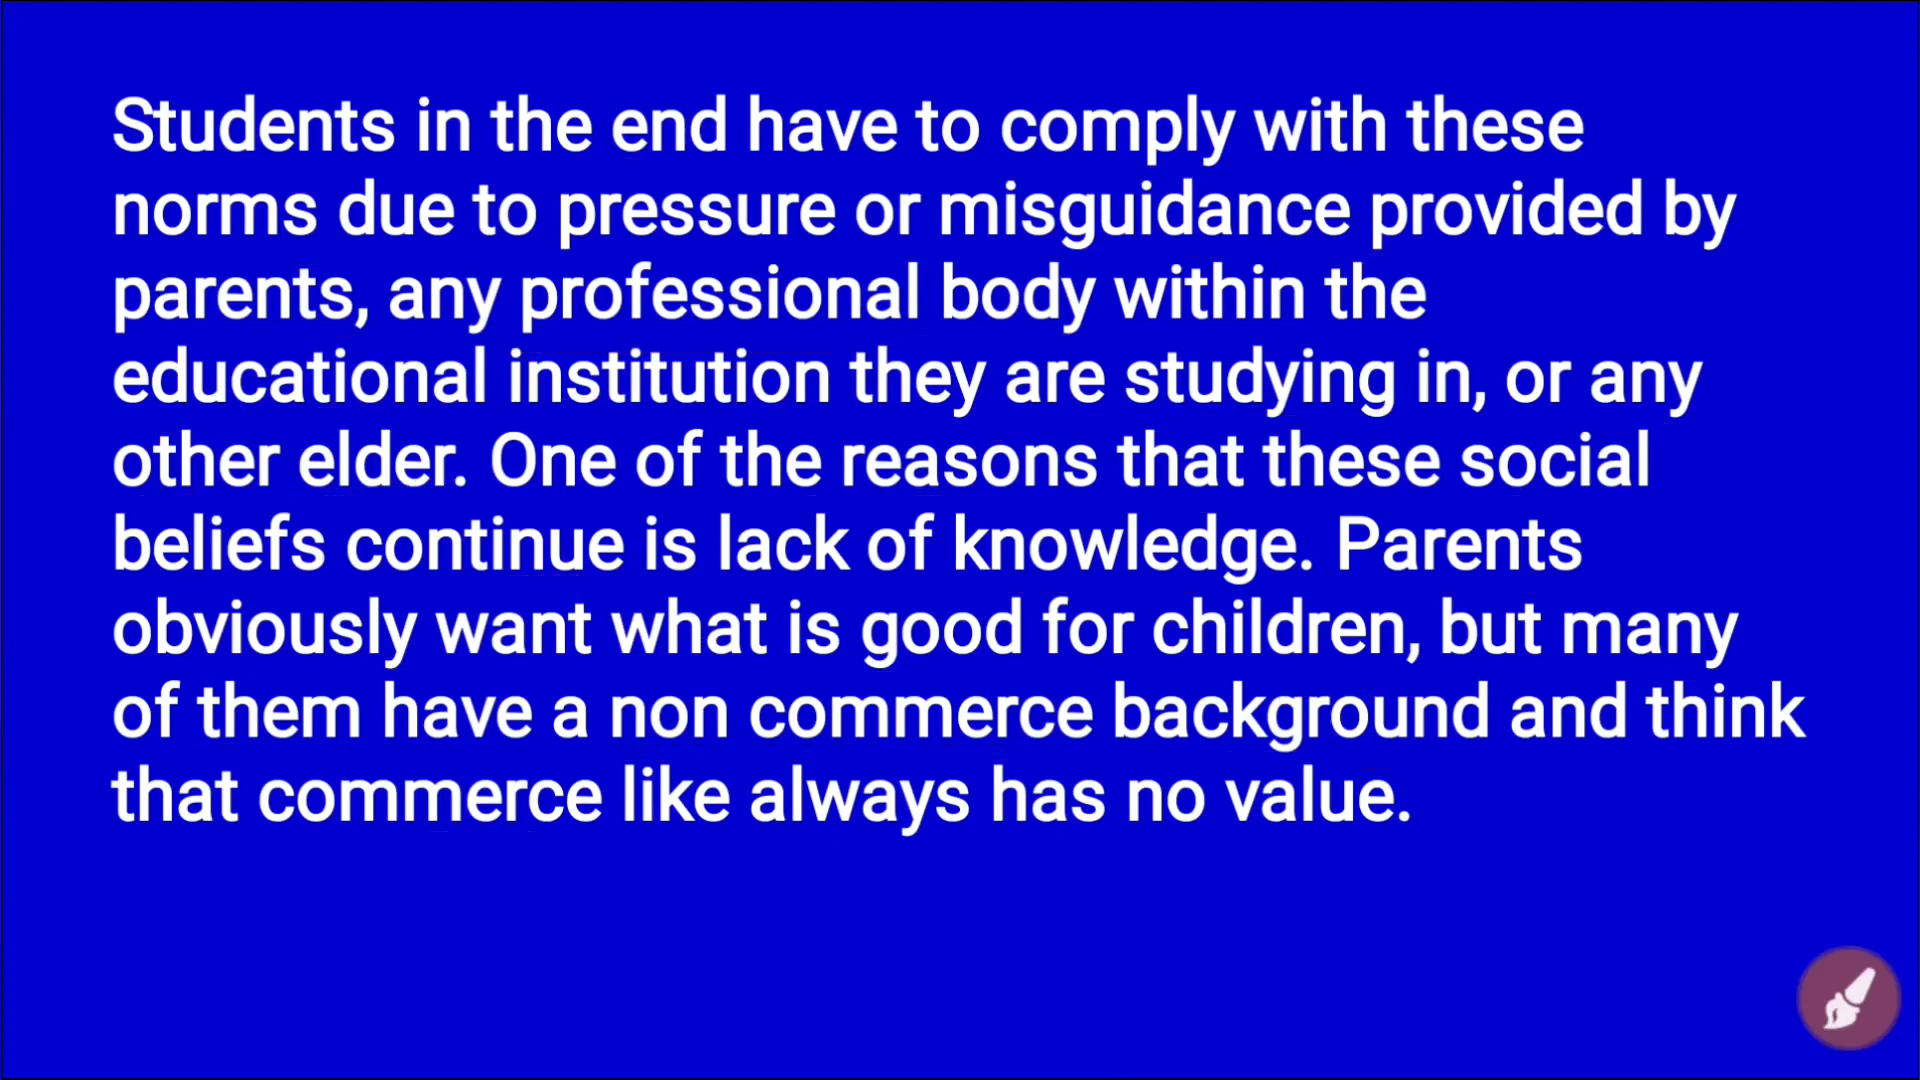 Students in the end have to comply with these
norms due to pressure or misguidance provided by
parents, any professional body within the
educational institution they are studying in, or any
other elder. One of the reasons that these social
beliefs continue is lack of knowledge. Parents
obviously want what is good for children, but many
of them have a non commerce background and think
that commerce like always has no value.